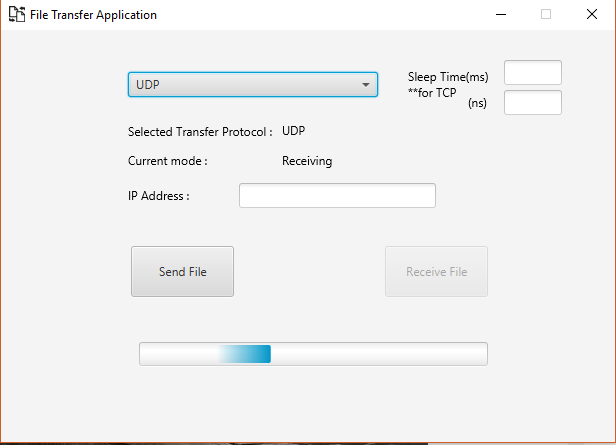 File Transfer Application
UDP
Sleep Time(ms)
**for TCP
(ns)
Selected Transfer Protocol : UDP
Current mode : Receiving
IP Address :
Send File
Receive File